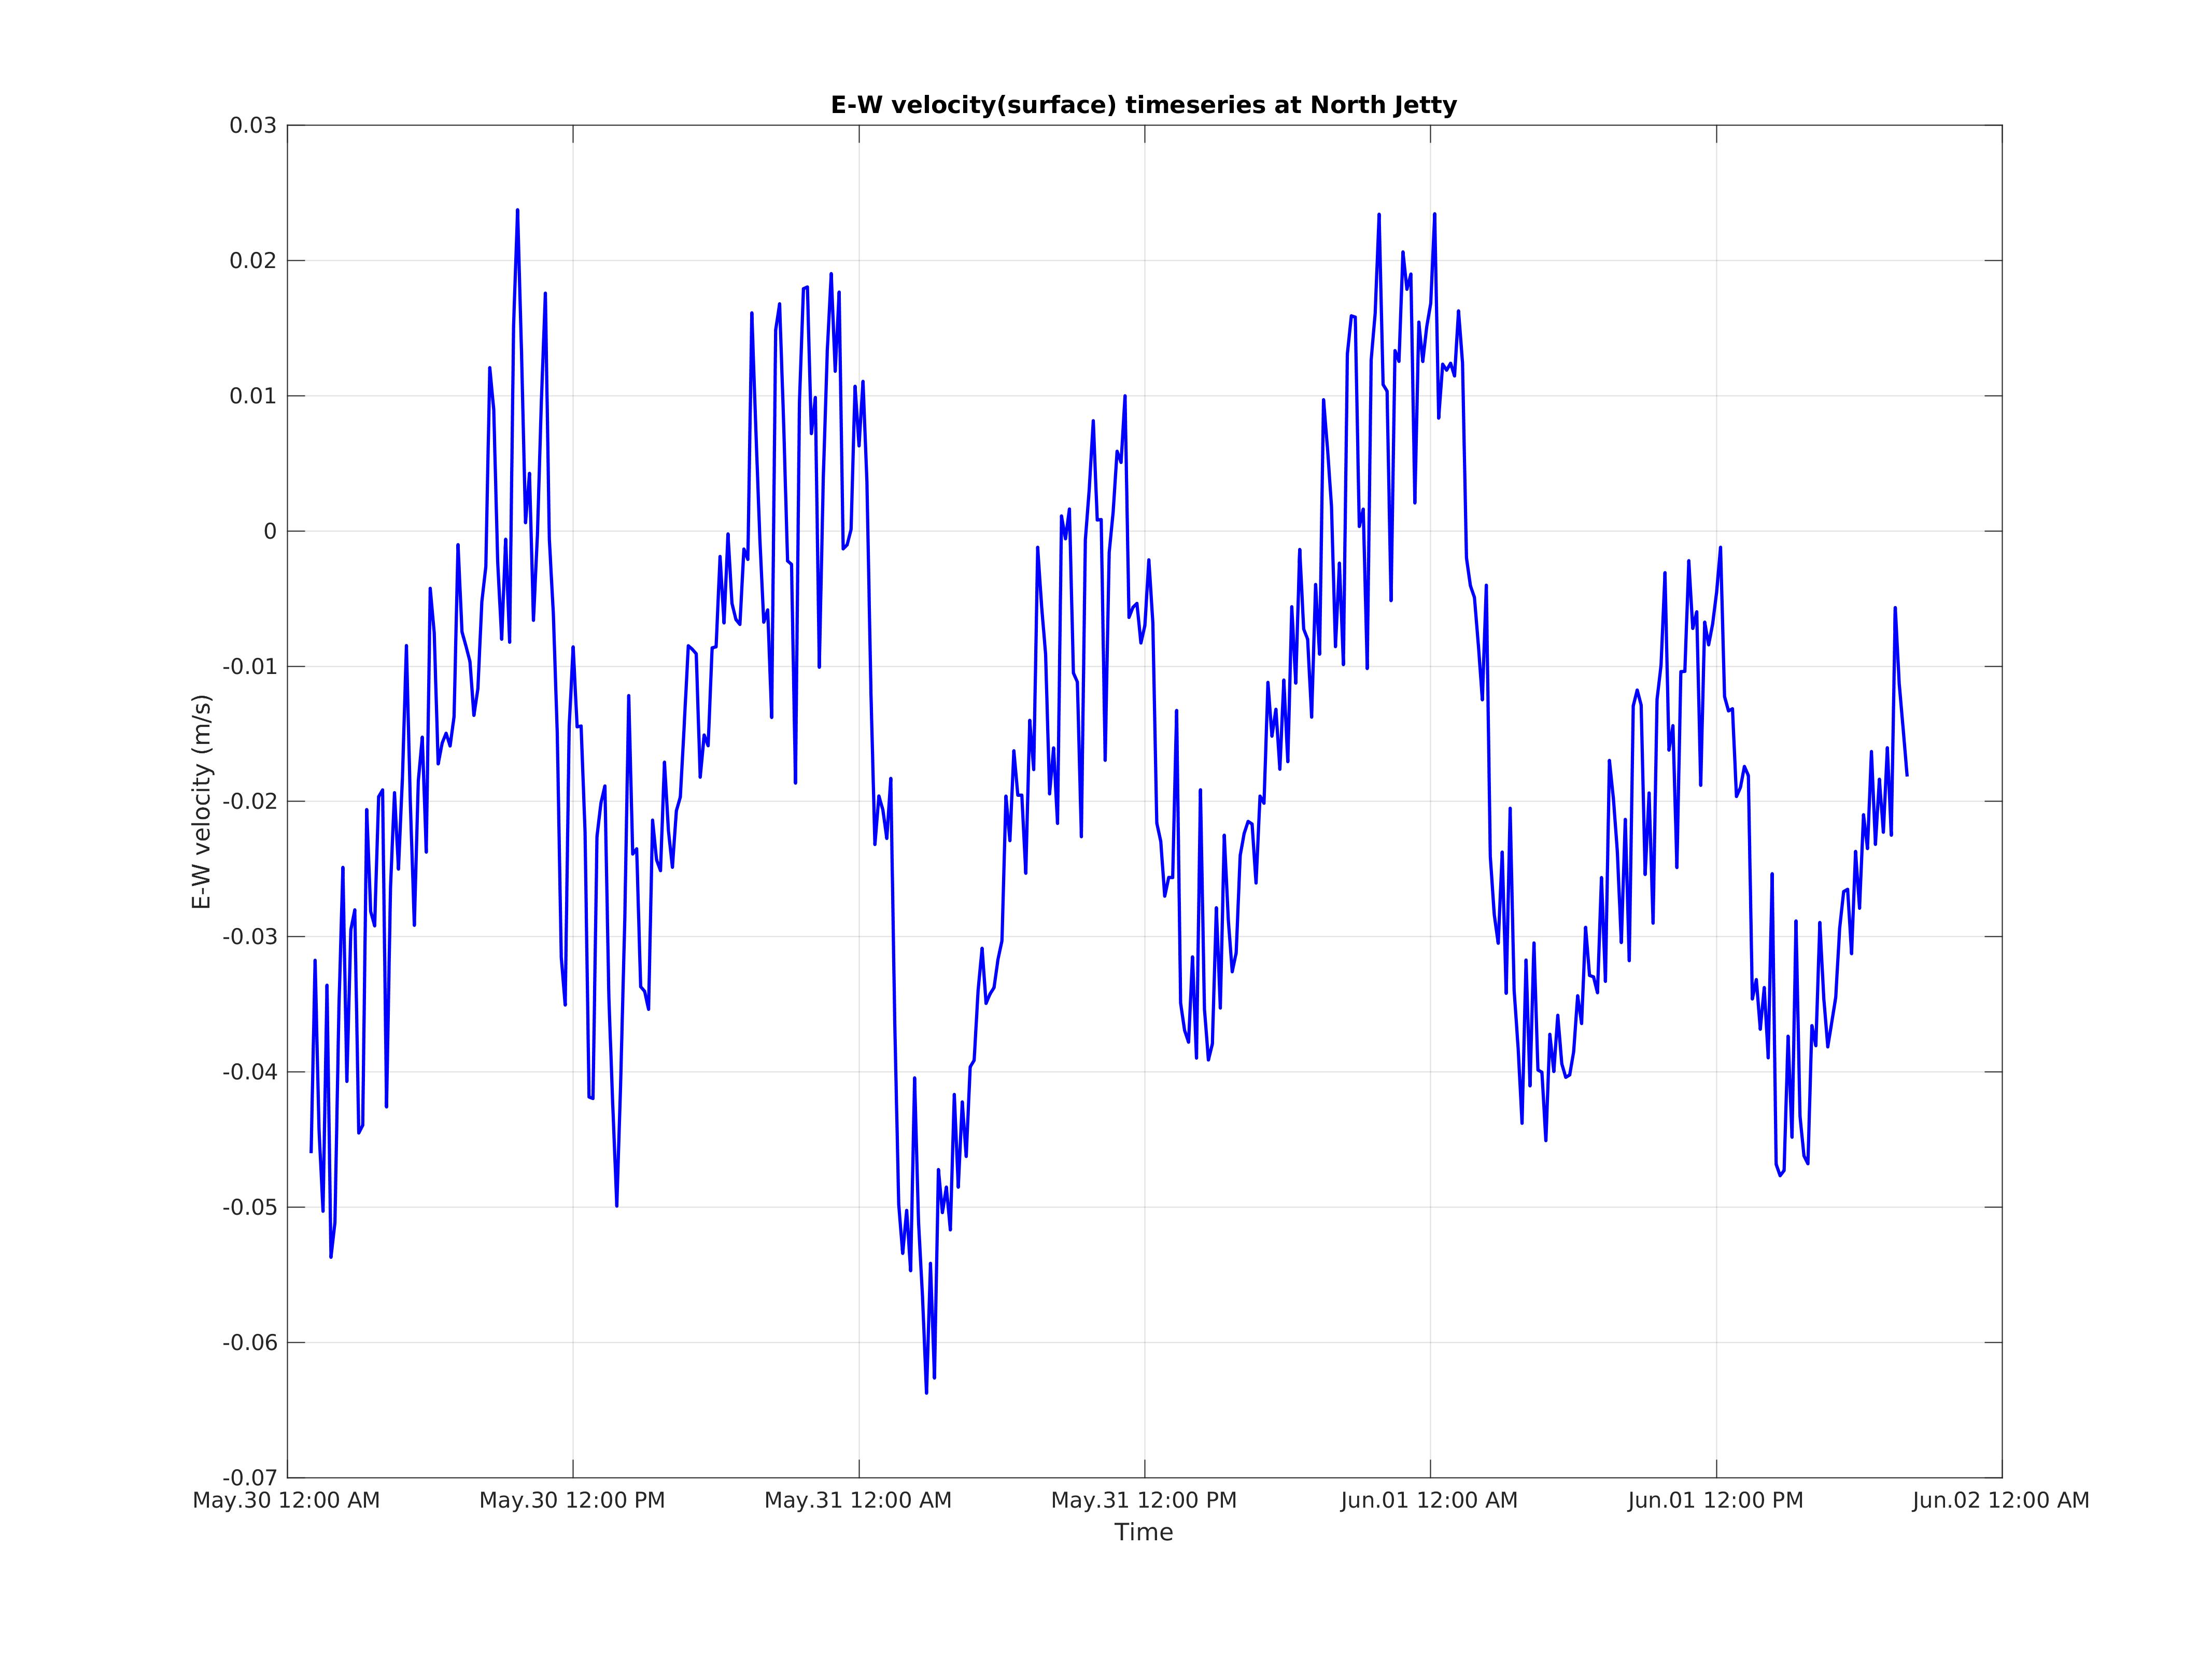 E-W velocity(surface) timeseries at North Jetty
0.03
0.02
0.01
0
-0.01
-0.02
-0.03
-0.04
-0.05
-0.06
-0.07
E-W velocity (m/s)
May.30 12:00 AM May.30 12:00 PM May.31 12:00 AM May.31 12:00 PM Jun.01 12:00 AM Jun.01 12:00 PM Jun.02 12:00 AM
Time